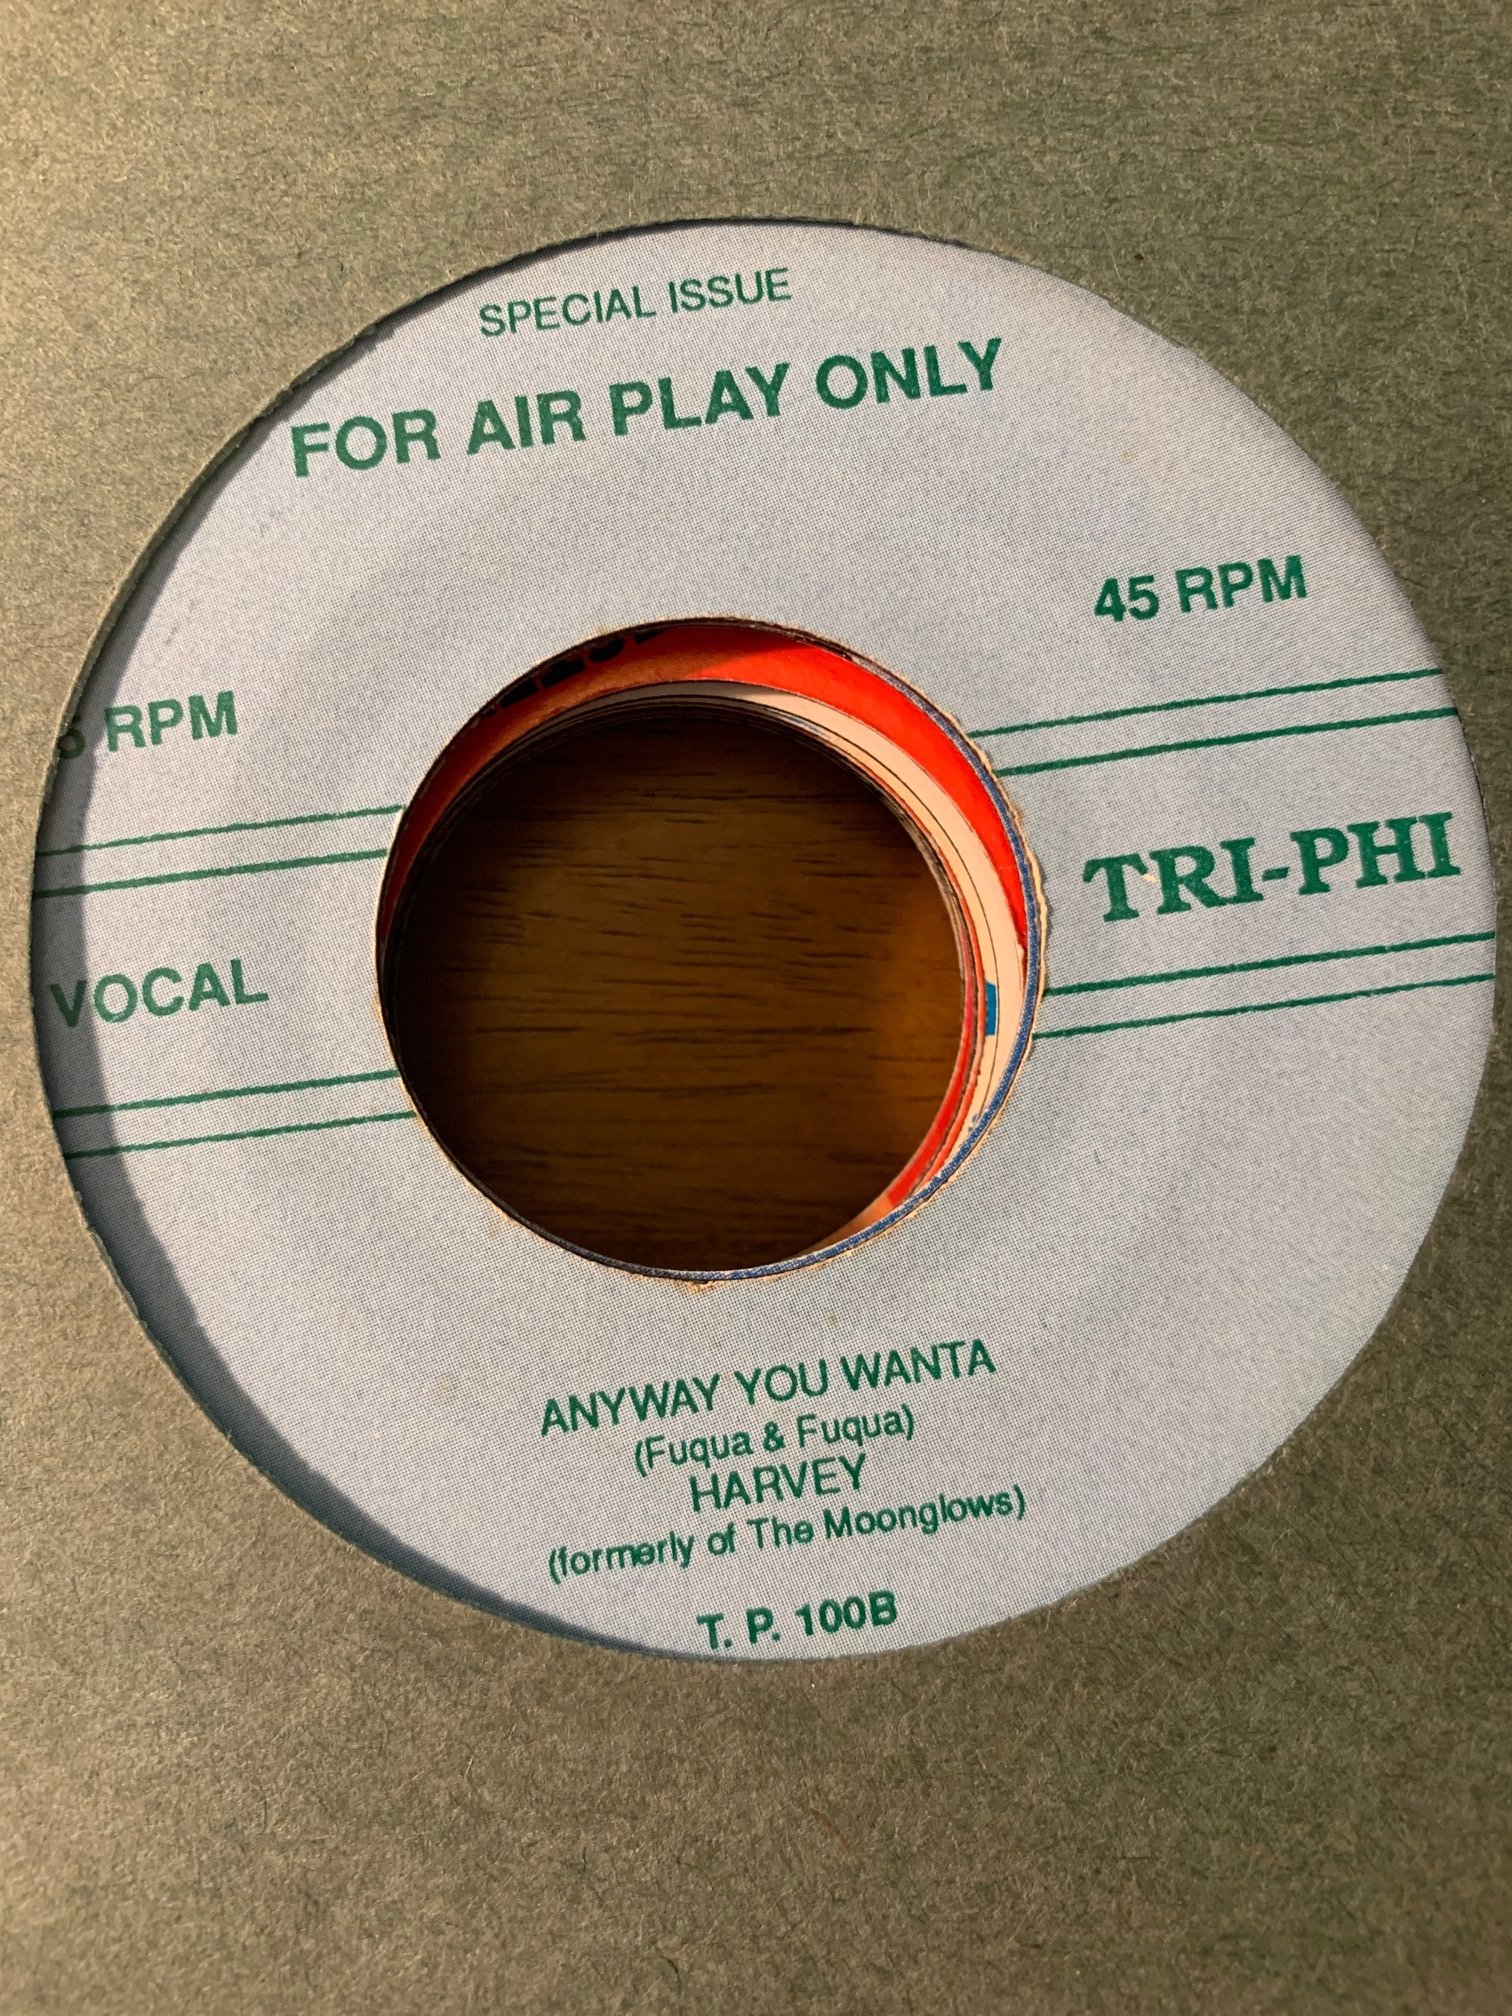 SPECIAL ISSUE
FOR AIR PLAY ONLY
45 RPM
5 RPM
TRI-PHI
VOCAL
ANYWAY YOU WANTA
(Fuqua & Fuqua)
HARVEY
(formerly of The Moonglows)
T. P. 100B